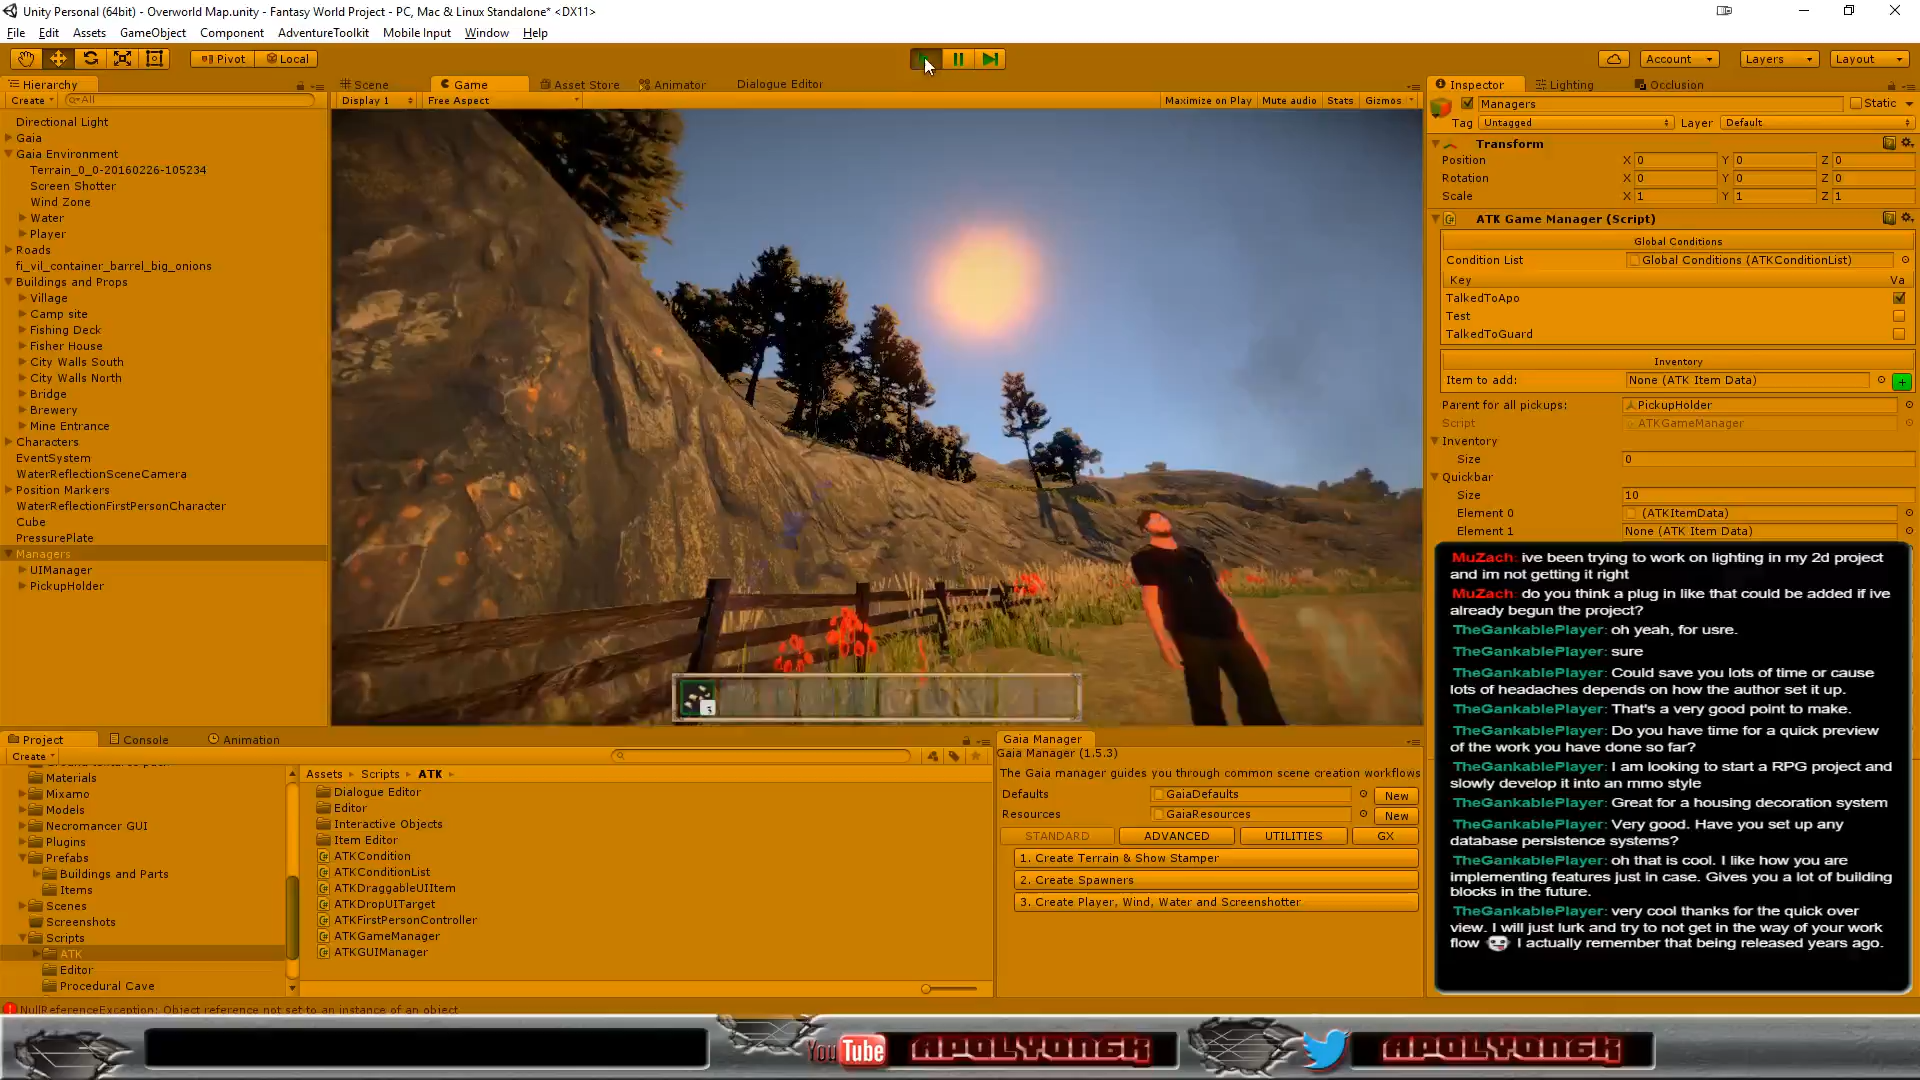 Unity Personal (64bit) - Overworld Map.unity - Fantasy World Project - PC, Mac & Linux Standalone* <DX11>
File Edit Assets GameObject Component AdventureToolkit Mobile Input Window Help
Pivot Local Account Layers Layout
Hierarchy Scene Game Asset Store Animator Dialogue Editor Inspector Lighting Occlusion
Create All Display 1 Free Aspect Maximize on Play Mute audio Stats Gizmos
Directional Light
Gaia
Gaia Environment
Terrain_0_0-20160226-105234
Screen Shotter
Wind Zone
Water
Player
Roads
fi_vil_container_barrel_big_onions
Buildings and Props
Village
Camp site
Fishing Deck
Fisher House
City Walls South
City Walls North
Bridge
Brewery
Mine Entrance
Characters
EventSystem
WaterReflectionSceneCamera
Position Markers
WaterReflectionFirstPersonCharacter
Cube
PressurePlate
Managers
UIManager
PickupHolder
Managers Static
Tag Untagged Layer Default
Transform
Position X 0 Y 0 Z 0
Rotation X 0 Y 0 Z 0
Scale X 1 Y 1 Z 1
ATK Game Manager (Script)
Global Conditions
Condition List Global Conditions (ATKConditionList)
Key Va
TalkedToApo
Test
TalkedToGuard
Inventory
Item to add: None (ATK Item Data)
Parent for all pickups: PickupHolder
Script ATKGameManager
Inventory
Size 0
Quickbar
Size 10
Element 0 (ATKItemData)
Element 1 None (ATK Item Data)
MuZach: ive been trying to work on lighting in my 2d project
and im not getting it right
MuZach: do you think a plug in like that could be added if ive
already begun the project?
TheGankablePlayer: oh yeah, for usre.
TheGankablePlayer: sure
TheGankablePlayer: Could save you lots of time or cause
lots of headaches depends on how the author set it up.
TheGankablePlayer: That's a very good point to make.
TheGankablePlayer: Do you have time for a quick preview
of the work you have done so far?
TheGankablePlayer: I am looking to start a RPG project and
slowly develop it into an mmo style
TheGankablePlayer: Great for a housing decoration system
TheGankablePlayer: Very good. Have you set up any
database persistence systems?
TheGankablePlayer: oh that is cool. I like how you are
implementing features just in case. Gives you a lot of building
blocks in the future.
TheGankablePlayer: very cool thanks for the quick over
view. I will just lurk and try to not get in the way of your work
flow I actually remember that being released years ago.
Project Console Animation
Create
Materials
Mixamo
Models
Necromancer GUI
Plugins
Prefabs
Buildings and Parts
Items
Scenes
Screenshots
Scripts
ATK
Editor
Procedural Cave
Assets Scripts ATK
Dialogue Editor
Editor
Interactive Objects
Item Editor
ATKCondition
ATKConditionList
ATKDraggableUIItem
ATKDropUITarget
ATKFirstPersonController
ATKGameManager
ATKGUIManager
Gaia Manager
Gaia Manager (1.5.3)
The Gaia manager guides you through common scene creation workflows
Defaults GaiaDefaults New
Resources GaiaResources New
STANDARD ADVANCED UTILITIES GX
1. Create Terrain & Show Stamper
2. Create Spawners
3. Create Player, Wind, Water and Screenshotter
NullReferenceException: Object reference not set to an instance of an object
YouTube APOLYONGK APOLYONGK